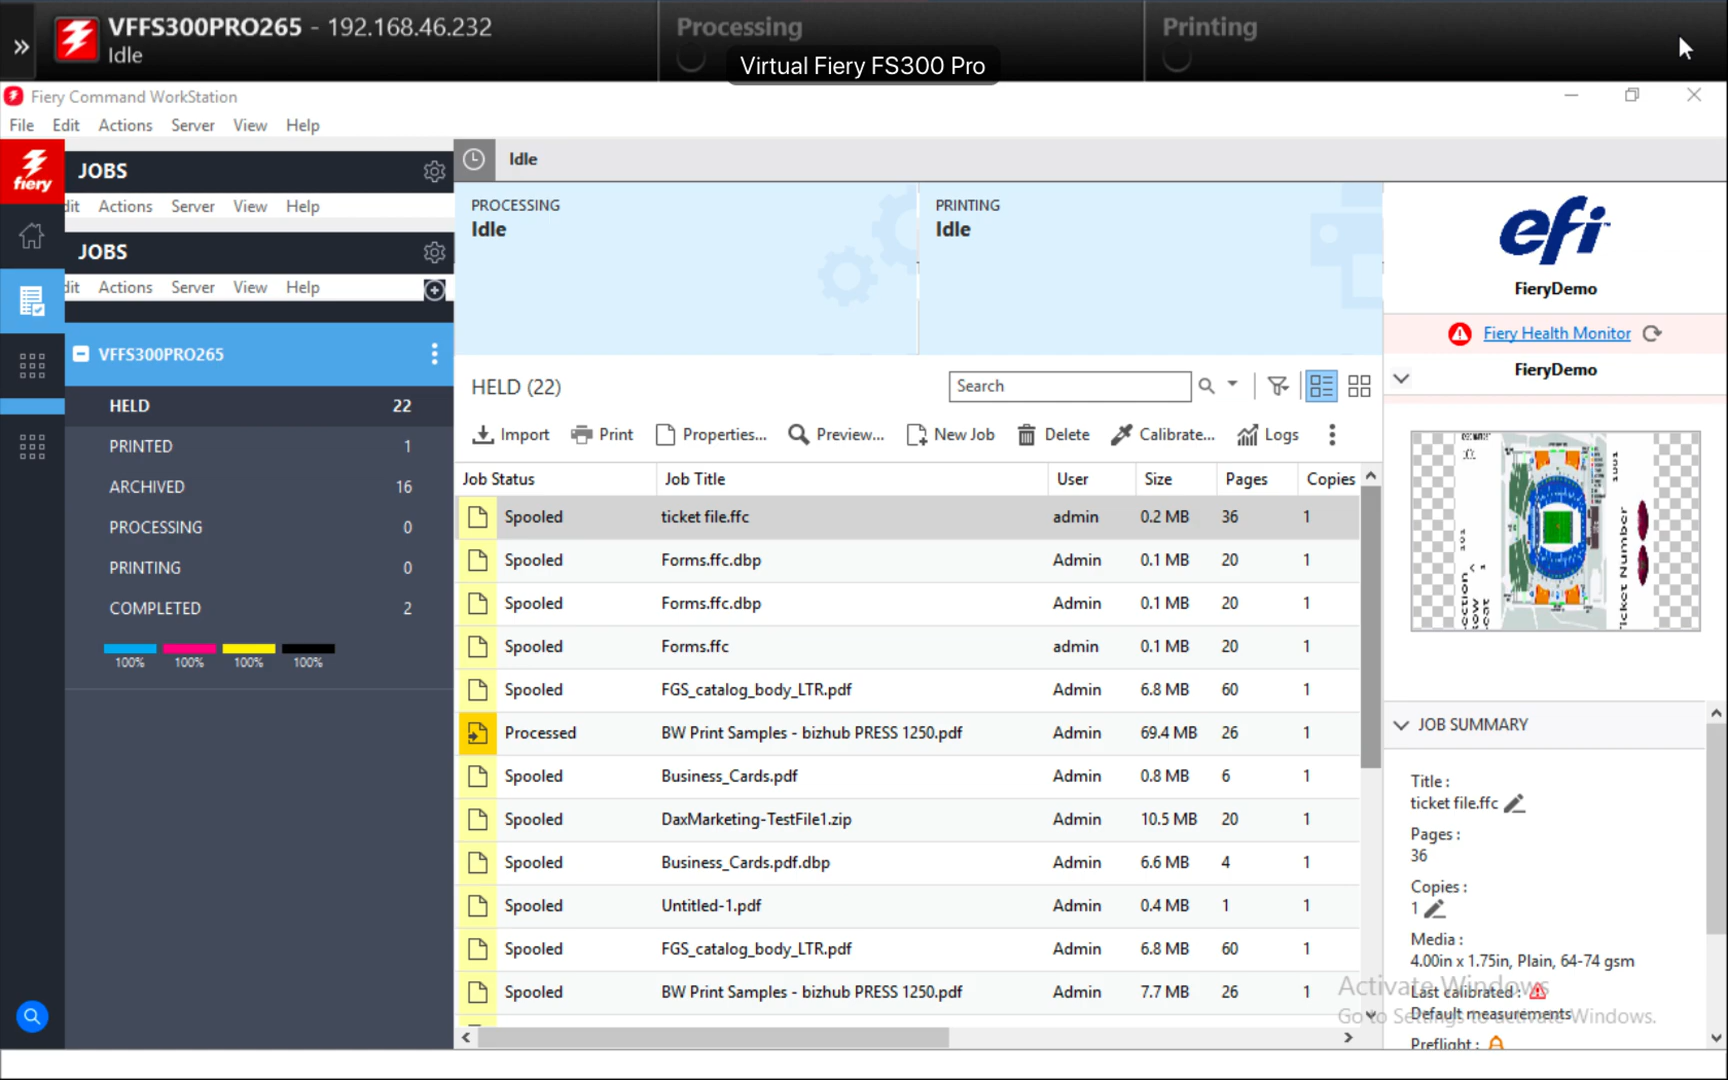 VFFS300PRO265 - 192.168.46.232
Idle
Processing
Printing
Virtual Fiery FS300 Pro
Fiery Command WorkStation
File Edit Actions Server View Help
fiery
JOBS
dit Actions Server View Help
JOBS
dit Actions Server View Help
VFFS300PRO265
HELD 22
PRINTED 1
ARCHIVED 16
PROCESSING 0
PRINTING 0
COMPLETED 2
100% 100% 100% 100%
Idle
PROCESSING
Idle
PRINTING
Idle
HELD (22)
Search
Import Print Properties... Preview... New Job Delete Calibrate... Logs
Job Status Job Title User Size Pages Copies
Spooled ticket file.ffc admin 0.2 MB 36 1
Spooled Forms.ffc.dbp Admin 0.1 MB 20 1
Spooled Forms.ffc.dbp Admin 0.1 MB 20 1
Spooled Forms.ffc admin 0.1 MB 20 1
Spooled FGS_catalog_body_LTR.pdf Admin 6.8 MB 60 1
Processed BW Print Samples - bizhub PRESS 1250.pdf Admin 69.4 MB 26 1
Spooled Business_Cards.pdf Admin 0.8 MB 6 1
Spooled DaxMarketing-TestFile1.zip Admin 10.5 MB 20 1
Spooled Business_Cards.pdf.dbp Admin 6.6 MB 4 1
Spooled Untitled-1.pdf Admin 0.4 MB 1 1
Spooled FGS_catalog_body_LTR.pdf Admin 6.8 MB 60 1
Spooled BW Print Samples - bizhub PRESS 1250.pdf Admin 7.7 MB 26 1
efi
FieryDemo
Fiery Health Monitor
FieryDemo
ection 101
ow
eat 1
icket Number
1001
JOB SUMMARY
Title :
ticket file.ffc
Pages :
36
Copies :
1
Media :
4.00in x 1.75in, Plain, 64-74 gsm
Last calibrated :
Default measurements
Preflight :
Activate Windows
Go to Settings to activate Windows.